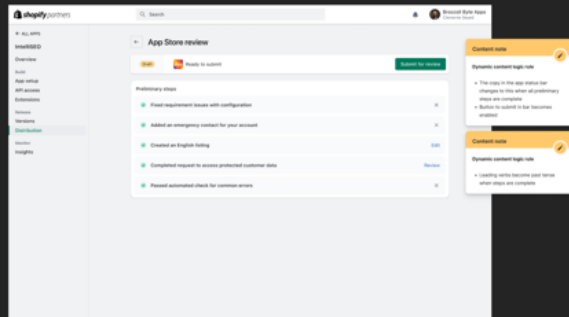 shopify partners
Search
Broccoli Byte Apps
← ALL APPS
IntelliSEO
Overview
Build
App setup
API access
Extensions
Releases
Versions
Distribution
Monitor
Insights
App Store review
Draft
Ready to submit
Submit for review
Preliminary steps
Fixed requirement issues with configuration
Added an emergency contact for your account
Created an English listing
Edit
Completed request to access protected customer data
Review
Passed automated check for common errors
Content note
Dynamic content logic rule
• The copy in the app status bar
changes to this when all preliminary
steps are complete
• Button to submit in bar becomes
enabled
Content note
Dynamic content logic rule
• Leading verbs become past tense
when steps are complete